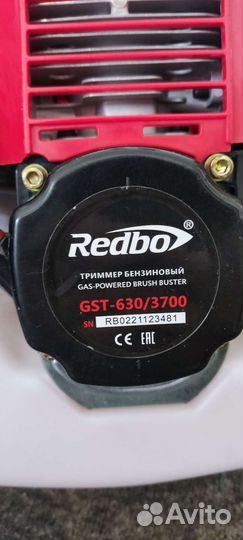 Redbo®
ТРИММЕР БЕНЗИНОВЫЙ
GAS-POWERED BRUSH BUSTER
GST-630/3700
SN RB0221123481
CE EAC
Avito